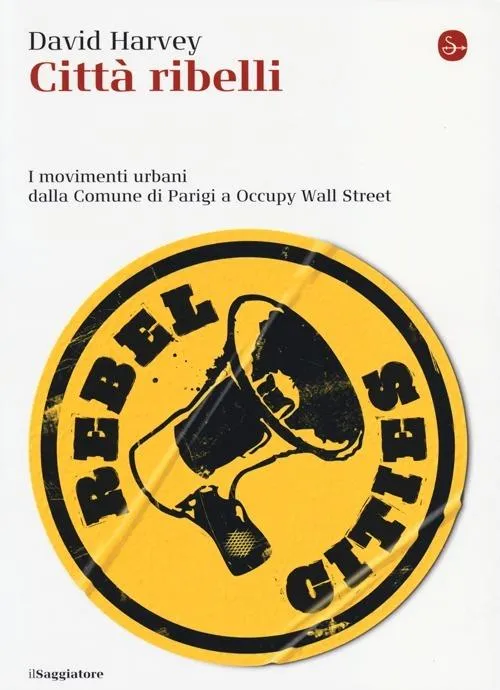 David Harvey
Città ribelli
I movimenti urbani
dalla Comune di Parigi a Occupy Wall Street
REBEL
CITIES
ilSaggiatore